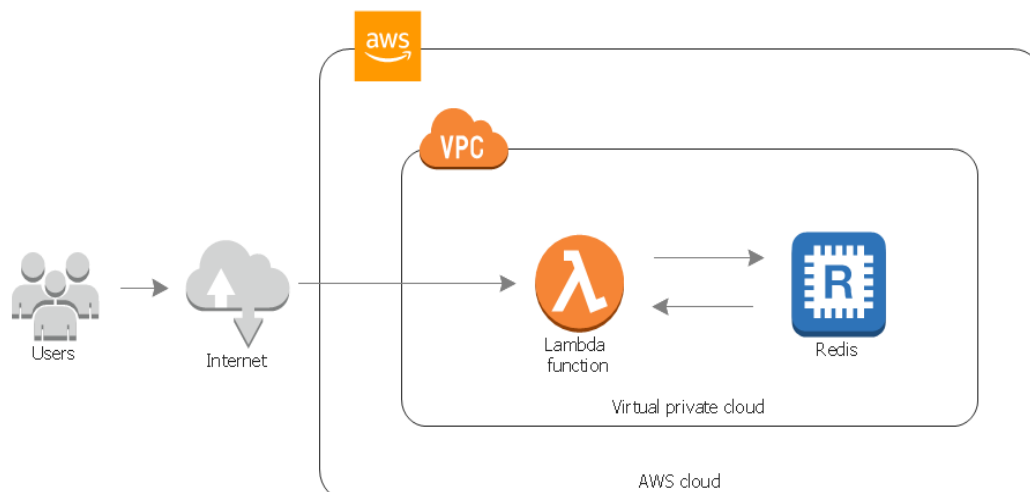 aws
VPC
R
Users
Internet
Lambda
function
Redis
Virtual private cloud
AWS cloud